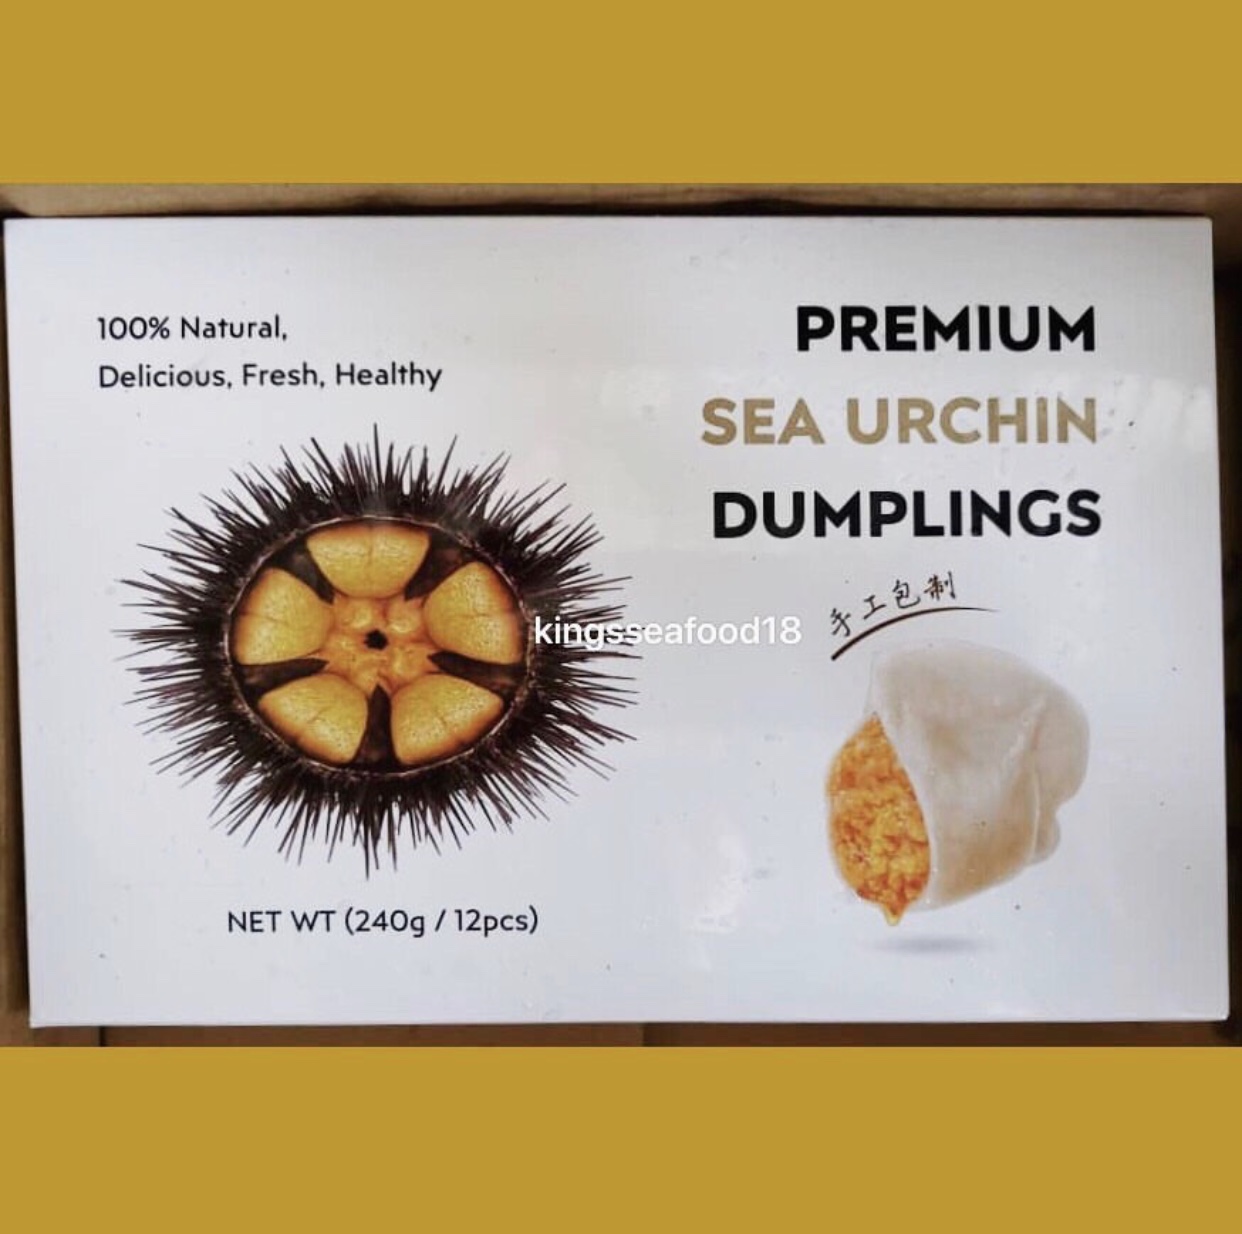 100% Natural,
Delicious, Fresh, Healthy
PREMIUM
SEA URCHIN
DUMPLINGS
手工包制
kingsseafood18
NET WT (240g / 12pcs)